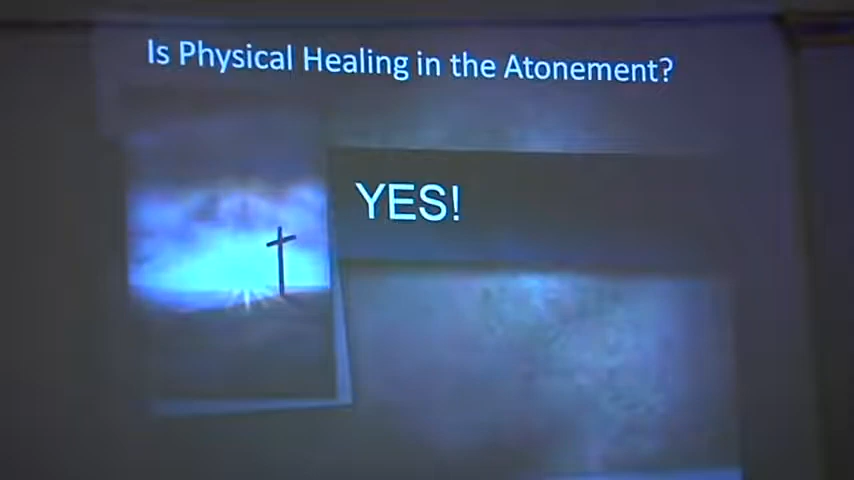 Is Physical Healing in the Atonement?
YES!